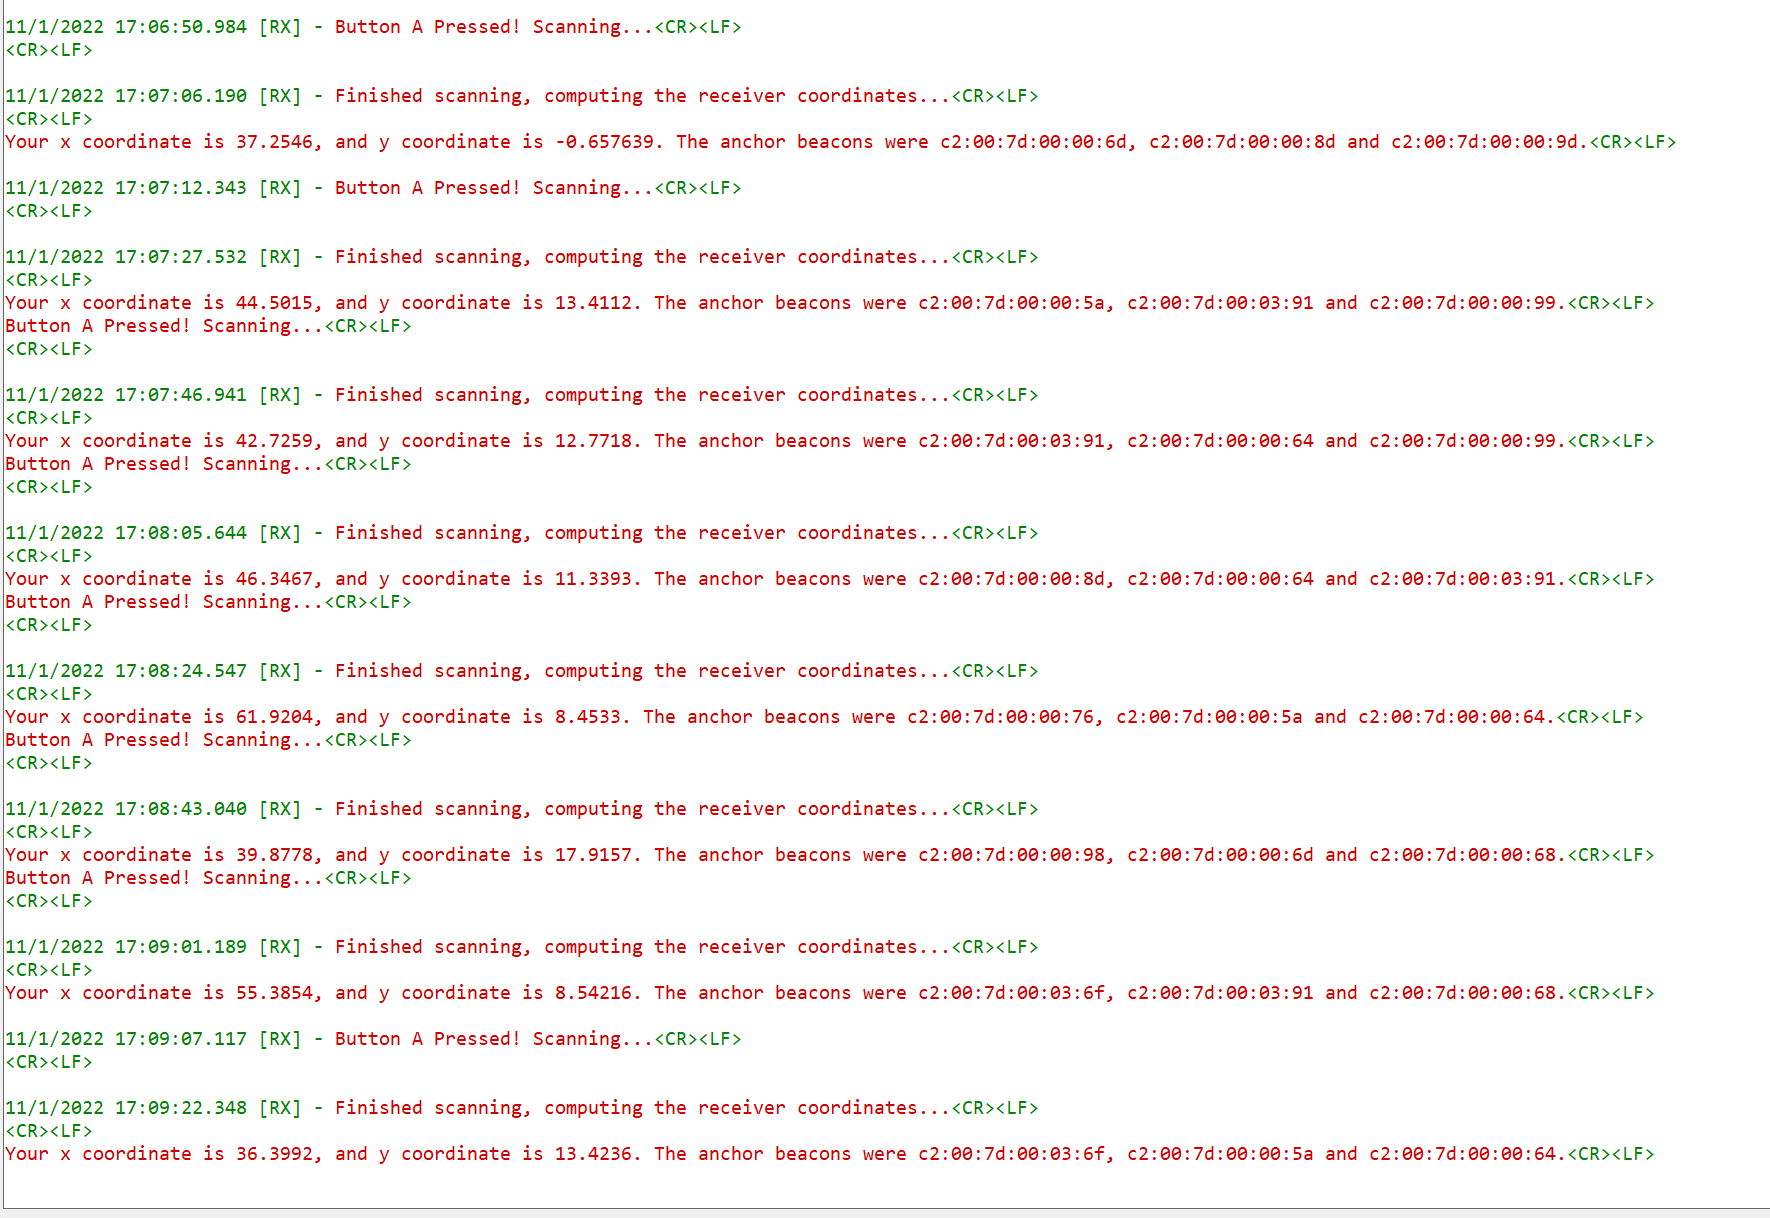 11/1/2022 17:06:50.984 [RX] - Button A Pressed! Scanning...<CR><LF>
<CR><LF>
11/1/2022 17:07:06.190 [RX] - Finished scanning, computing the receiver coordinates...<CR><LF>
<CR><LF>
Your x coordinate is 37.2546, and y coordinate is -0.657639. The anchor beacons were c2:00:7d:00:00:6d, c2:00:7d:00:00:8d and c2:00:7d:00:00:9d.<CR><LF>
11/1/2022 17:07:12.343 [RX] - Button A Pressed! Scanning...<CR><LF>
<CR><LF>
11/1/2022 17:07:27.532 [RX] - Finished scanning, computing the receiver coordinates...<CR><LF>
<CR><LF>
Your x coordinate is 44.5015, and y coordinate is 13.4112. The anchor beacons were c2:00:7d:00:00:5a, c2:00:7d:00:03:91 and c2:00:7d:00:00:99.<CR><LF>
Button A Pressed! Scanning...<CR><LF>
<CR><LF>
11/1/2022 17:07:46.941 [RX] - Finished scanning, computing the receiver coordinates...<CR><LF>
<CR><LF>
Your x coordinate is 42.7259, and y coordinate is 12.7718. The anchor beacons were c2:00:7d:00:03:91, c2:00:7d:00:00:64 and c2:00:7d:00:00:99.<CR><LF>
Button A Pressed! Scanning...<CR><LF>
<CR><LF>
11/1/2022 17:08:05.644 [RX] - Finished scanning, computing the receiver coordinates...<CR><LF>
<CR><LF>
Your x coordinate is 46.3467, and y coordinate is 11.3393. The anchor beacons were c2:00:7d:00:00:8d, c2:00:7d:00:00:64 and c2:00:7d:00:03:91.<CR><LF>
Button A Pressed! Scanning...<CR><LF>
<CR><LF>
11/1/2022 17:08:24.547 [RX] - Finished scanning, computing the receiver coordinates...<CR><LF>
<CR><LF>
Your x coordinate is 61.9204, and y coordinate is 8.4533. The anchor beacons were c2:00:7d:00:00:76, c2:00:7d:00:00:5a and c2:00:7d:00:00:64.<CR><LF>
Button A Pressed! Scanning...<CR><LF>
<CR><LF>
11/1/2022 17:08:43.040 [RX] - Finished scanning, computing the receiver coordinates...<CR><LF>
<CR><LF>
Your x coordinate is 39.8778, and y coordinate is 17.9157. The anchor beacons were c2:00:7d:00:00:98, c2:00:7d:00:00:6d and c2:00:7d:00:00:68.<CR><LF>
Button A Pressed! Scanning...<CR><LF>
<CR><LF>
11/1/2022 17:09:01.189 [RX] - Finished scanning, computing the receiver coordinates...<CR><LF>
<CR><LF>
Your x coordinate is 55.3854, and y coordinate is 8.54216. The anchor beacons were c2:00:7d:00:03:6f, c2:00:7d:00:03:91 and c2:00:7d:00:00:68.<CR><LF>
11/1/2022 17:09:07.117 [RX] - Button A Pressed! Scanning...<CR><LF>
<CR><LF>
11/1/2022 17:09:22.348 [RX] - Finished scanning, computing the receiver coordinates...<CR><LF>
<CR><LF>
Your x coordinate is 36.3992, and y coordinate is 13.4236. The anchor beacons were c2:00:7d:00:03:6f, c2:00:7d:00:00:5a and c2:00:7d:00:00:64.<CR><LF>